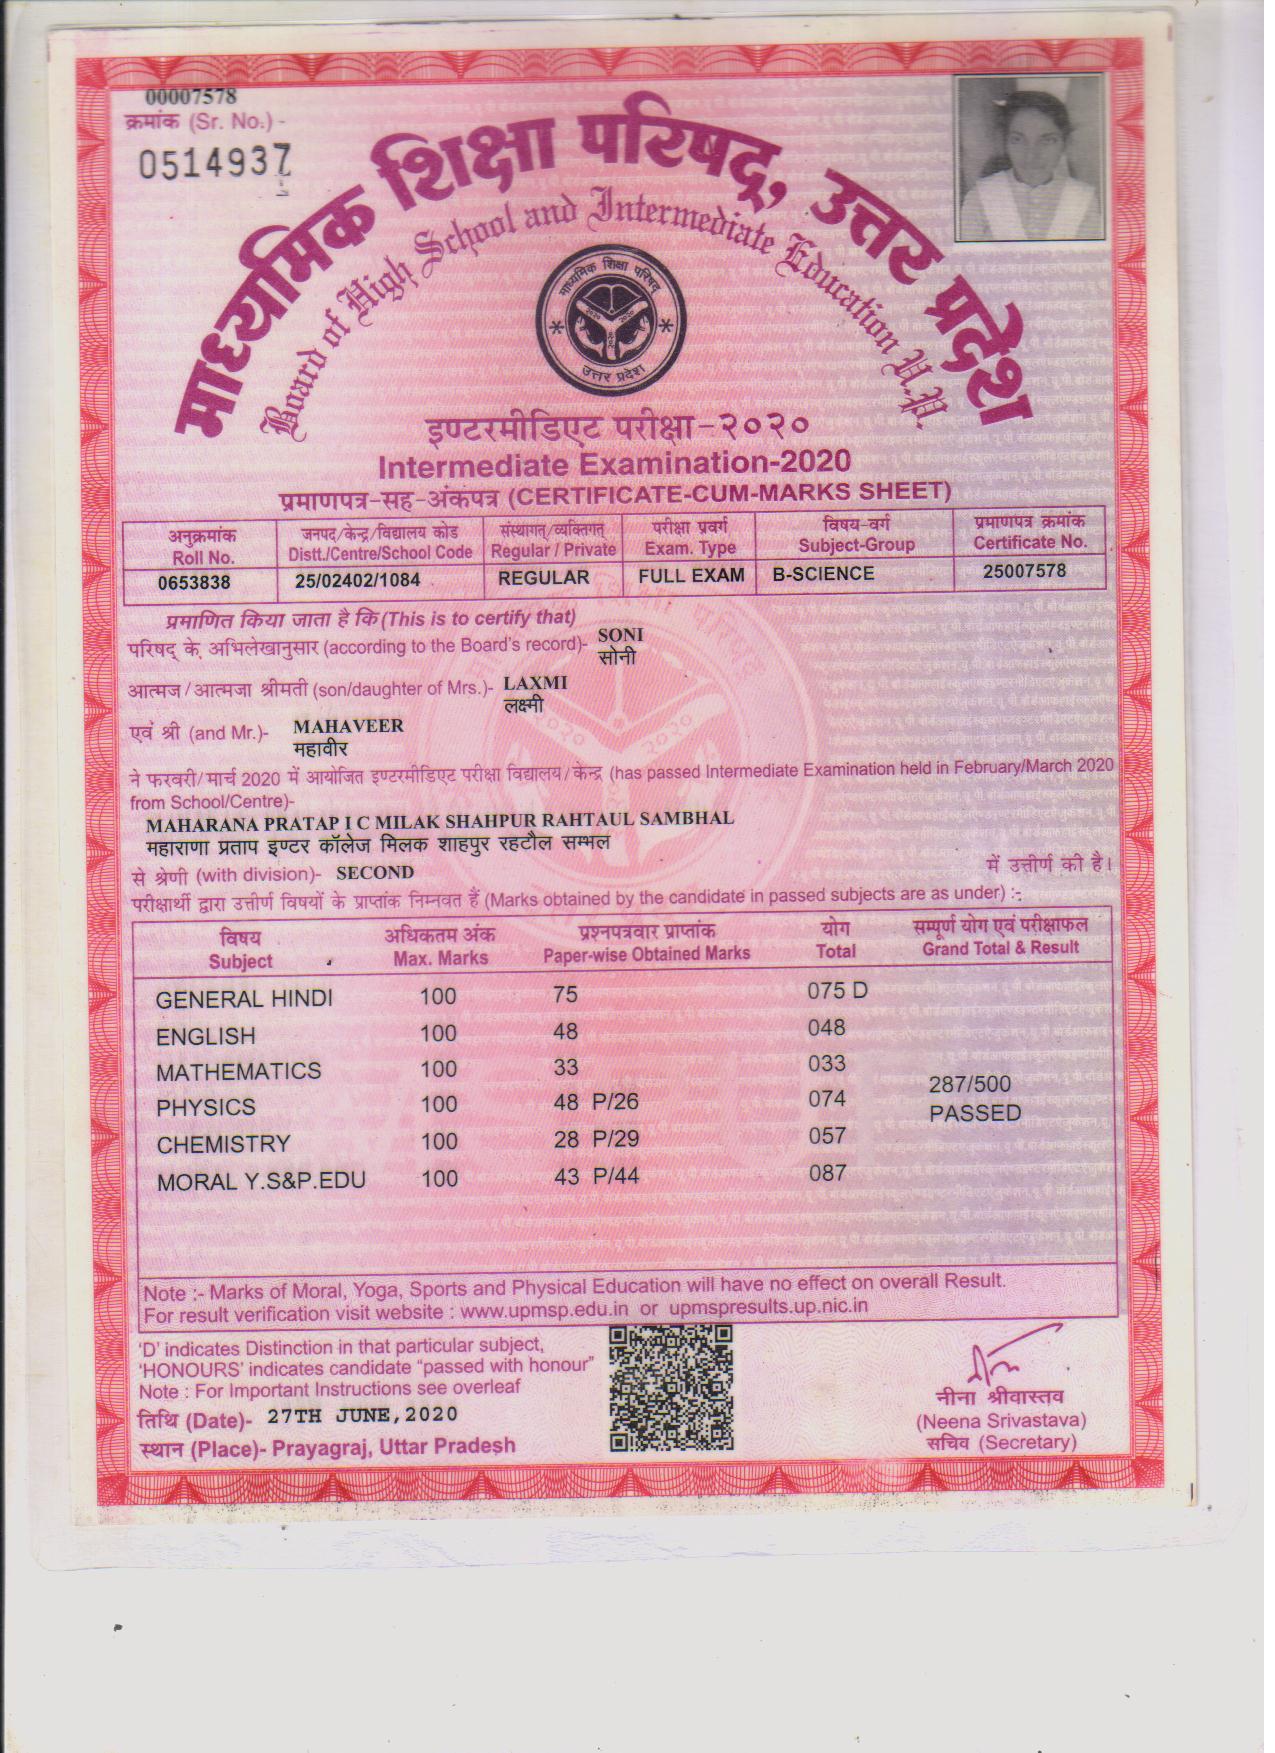 00007578
क्रमांक (Sr. No.) -
0514937
माध्यमिक शिक्षा परिषद्, उत्तर प्रदेश
Board of High School and Intermediate Education U.P
माध्यमिक शिक्षा परिषद्
२०२० २०२०
उत्तर प्रदेश
इण्टरमीडिएट परीक्षा-२०२०
Intermediate Examination-2020
प्रमाणपत्र-सह-अंकपत्र (CERTIFICATE-CUM-MARKS SHEET)
अनुक्रमांक जनपद/केन्द्र/विद्यालय कोड संस्थागत्/व्यक्तिगत् परीक्षा प्रवर्ग विषय-वर्ग प्रमाणपत्र क्रमांक
Roll No. Distt./Centre/School Code Regular / Private Exam. Type Subject-Group Certificate No.
0653838 25/02402/1084 REGULAR FULL EXAM B-SCIENCE 25007578
प्रमाणित किया जाता है कि (This is to certify that)
परिषद् के अभिलेखानुसार (according to the Board's record)- SONI
सोनी
आत्मज/आत्मजा श्रीमती (son/daughter of Mrs.)- LAXMI
लक्ष्मी
एवं श्री (and Mr.)- MAHAVEER
महावीर
ने फरवरी/मार्च 2020 में आयोजित इण्टरमीडिएट परीक्षा विद्यालय/केन्द्र (has passed Intermediate Examination held in February/March 2020
from School/Centre)-
MAHARANA PRATAP I C MILAK SHAHPUR RAHTAUL SAMBHAL
महाराणा प्रताप इण्टर कॉलेज मिलक शाहपुर रहटौल सम्भल
से श्रेणी (with division)- SECOND में उत्तीर्ण की है।
परीक्षार्थी द्वारा उत्तीर्ण विषयों के प्राप्तांक निम्नवत हैं (Marks obtained by the candidate in passed subjects are as under) :-
विषय अधिकतम अंक प्रश्नपत्रवार प्राप्तांक योग सम्पूर्ण योग एवं परीक्षाफल
Subject Max. Marks Paper-wise Obtained Marks Total Grand Total & Result
GENERAL HINDI 100 75 075 D
ENGLISH 100 48 048
MATHEMATICS 100 33 033
287/500
PHYSICS 100 48 P/26 074
PASSED
CHEMISTRY 100 28 P/29 057
MORAL Y.S&P.EDU 100 43 P/44 087
Note :- Marks of Moral, Yoga, Sports and Physical Education will have no effect on overall Result.
For result verification visit website : www.upmsp.edu.in or upmspresults.up.nic.in
'D' indicates Distinction in that particular subject,
'HONOURS' indicates candidate "passed with honour"
Note : For Important Instructions see overleaf
तिथि (Date)- 27TH JUNE,2020
स्थान (Place)- Prayagraj, Uttar Pradesh
नीना श्रीवास्तव
(Neena Srivastava)
सचिव (Secretary)